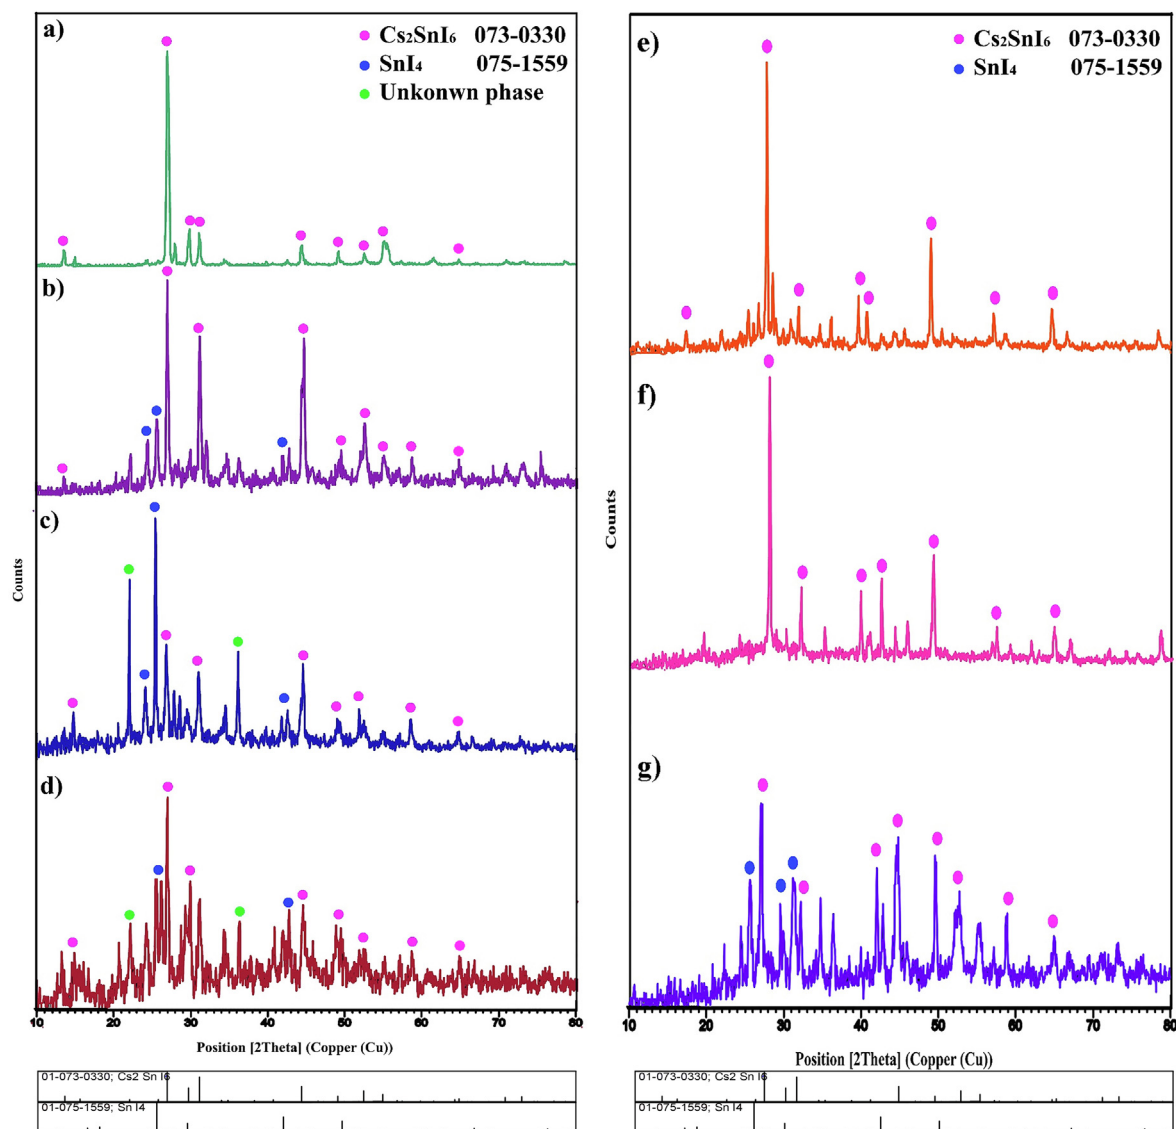 a)
Cs₂SnI₆ 073-0330
SnI₄ 075-1559
Unkonwn phase
b)
c)
d)
Counts
10 20 30 40 50 60 70 80
Position [2Theta] (Copper (Cu))
01-073-0330; Cs2 Sn I6
01-075-1559; Sn I4
e)
Cs₂SnI₆ 073-0330
SnI₄ 075-1559
f)
g)
Counts
10 20 30 40 50 60 70 80
Position [2Theta] (Copper (Cu))
01-073-0330; Cs2 Sn I6
01-075-1559; Sn I4